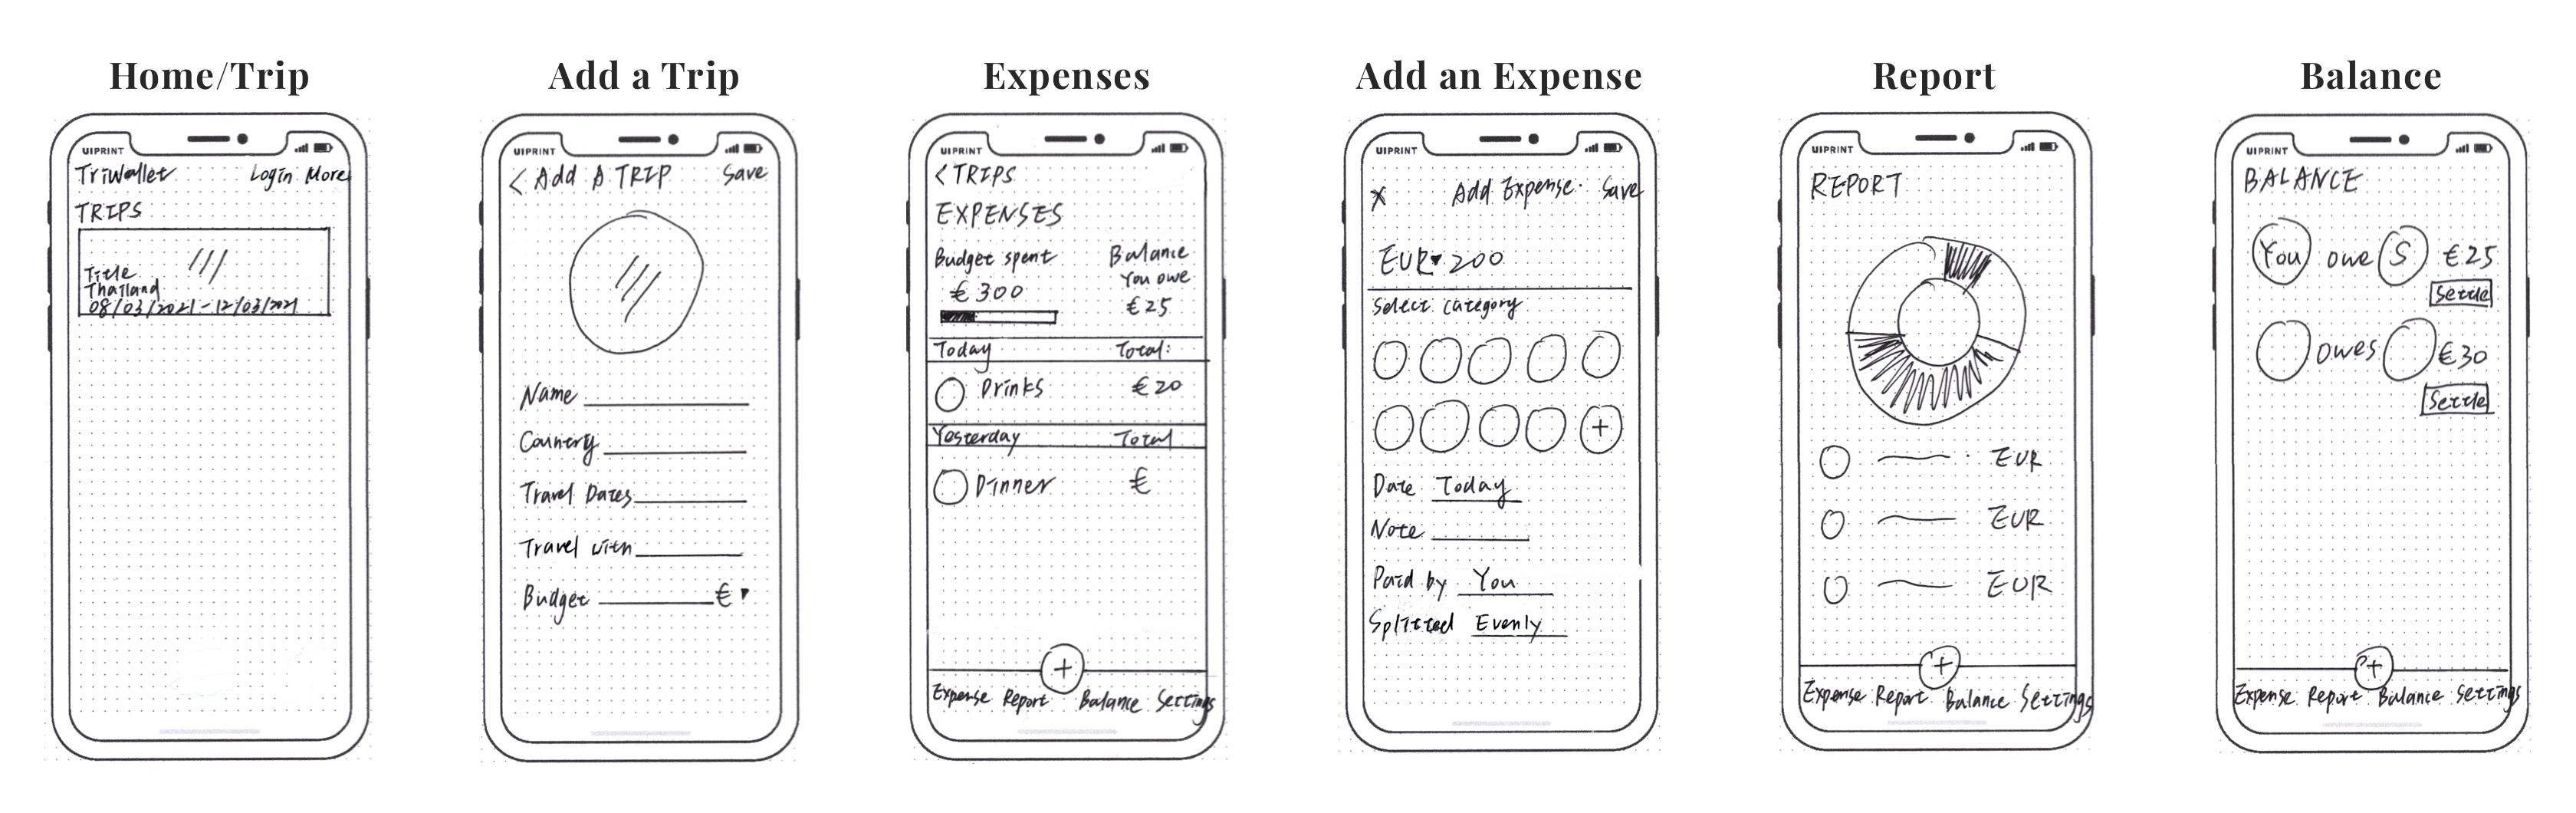 Home/Trip
UIPRINT
TriWallet Login More
TRIPS
Title
Thailand
08/03/2021 - 12/03/2021
Add a Trip
UIPRINT
< Add A TRIP Save
Name
Country
Travel Dates
Travel with
Budget €
Expenses
UIPRINT
< TRIPS
EXPENSES
Budget spent Balance
You owe
€300
€25
Today Total:
Drinks €20
Yesterday Total
Dinner €
+
Expense Report Balance Settings
Add an Expense
UIPRINT
X Add Expense Save
EUR 200
Select Category
+
Date Today
Note
Paid by You
Splitted Evenly
Report
UIPRINT
REPORT
EUR
EUR
EUR
+
Expense Report Balance Settings
Balance
UIPRINT
BALANCE
You owe S €25
Settle
owes €30
Settle
+
Expense Report Balance Settings